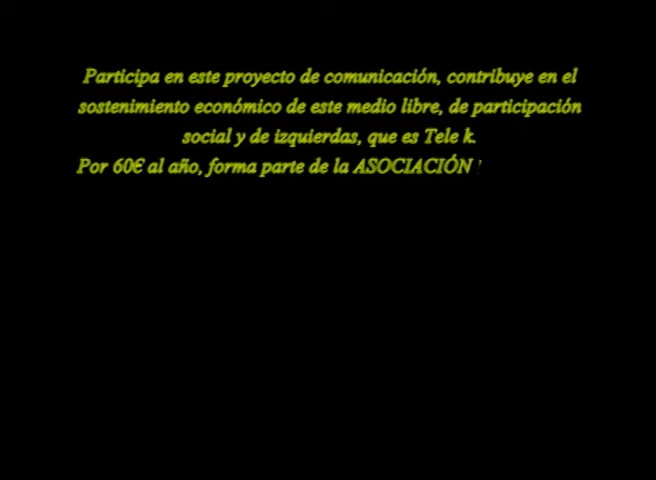 Participa en este proyecto de comunicación, contribuye en el
sostenimiento económico de este medio libre, de participación
social y de izquierdas, que es Tele k.
Por 60€ al año, forma parte de la ASOCIACIÓN